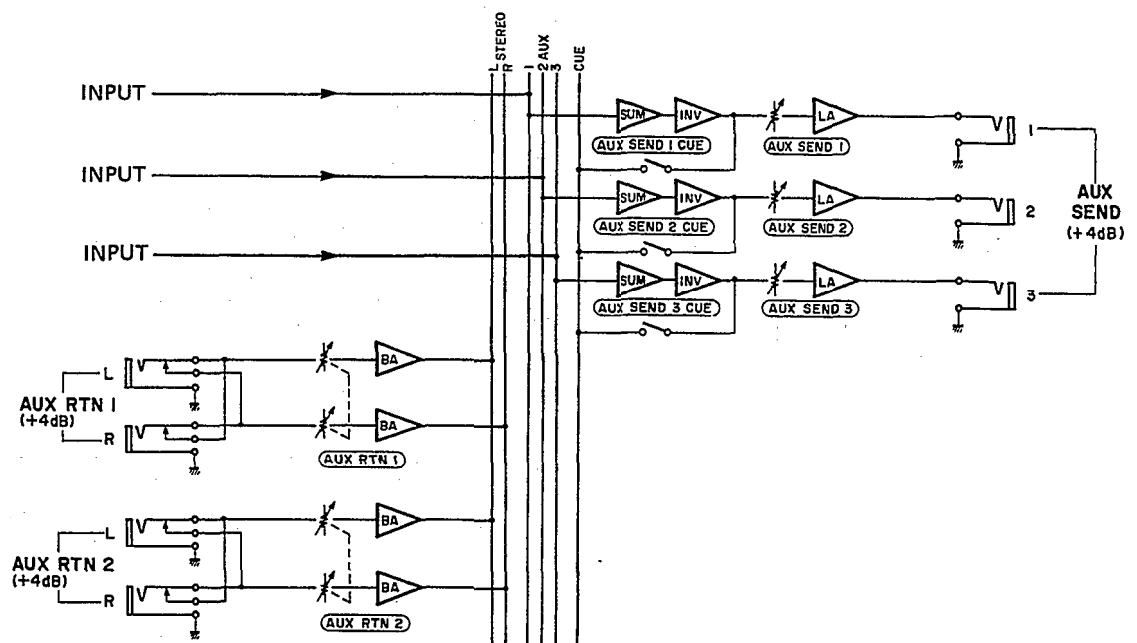 L STEREO
R
1
2 AUX
3
CUE
INPUT
SUM
INV
LA
AUX SEND 1 CUE
AUX SEND 1
V
1
INPUT
SUM
INV
LA
AUX SEND 2 CUE
AUX SEND 2
V
2
AUX
SEND
(+4dB)
INPUT
SUM
INV
LA
AUX SEND 3 CUE
AUX SEND 3
V
3
V
BA
L
AUX RTN 1
(+4dB)
V
BA
R
AUX RTN 1
V
BA
L
AUX RTN 2
(+4dB)
V
BA
R
AUX RTN 2